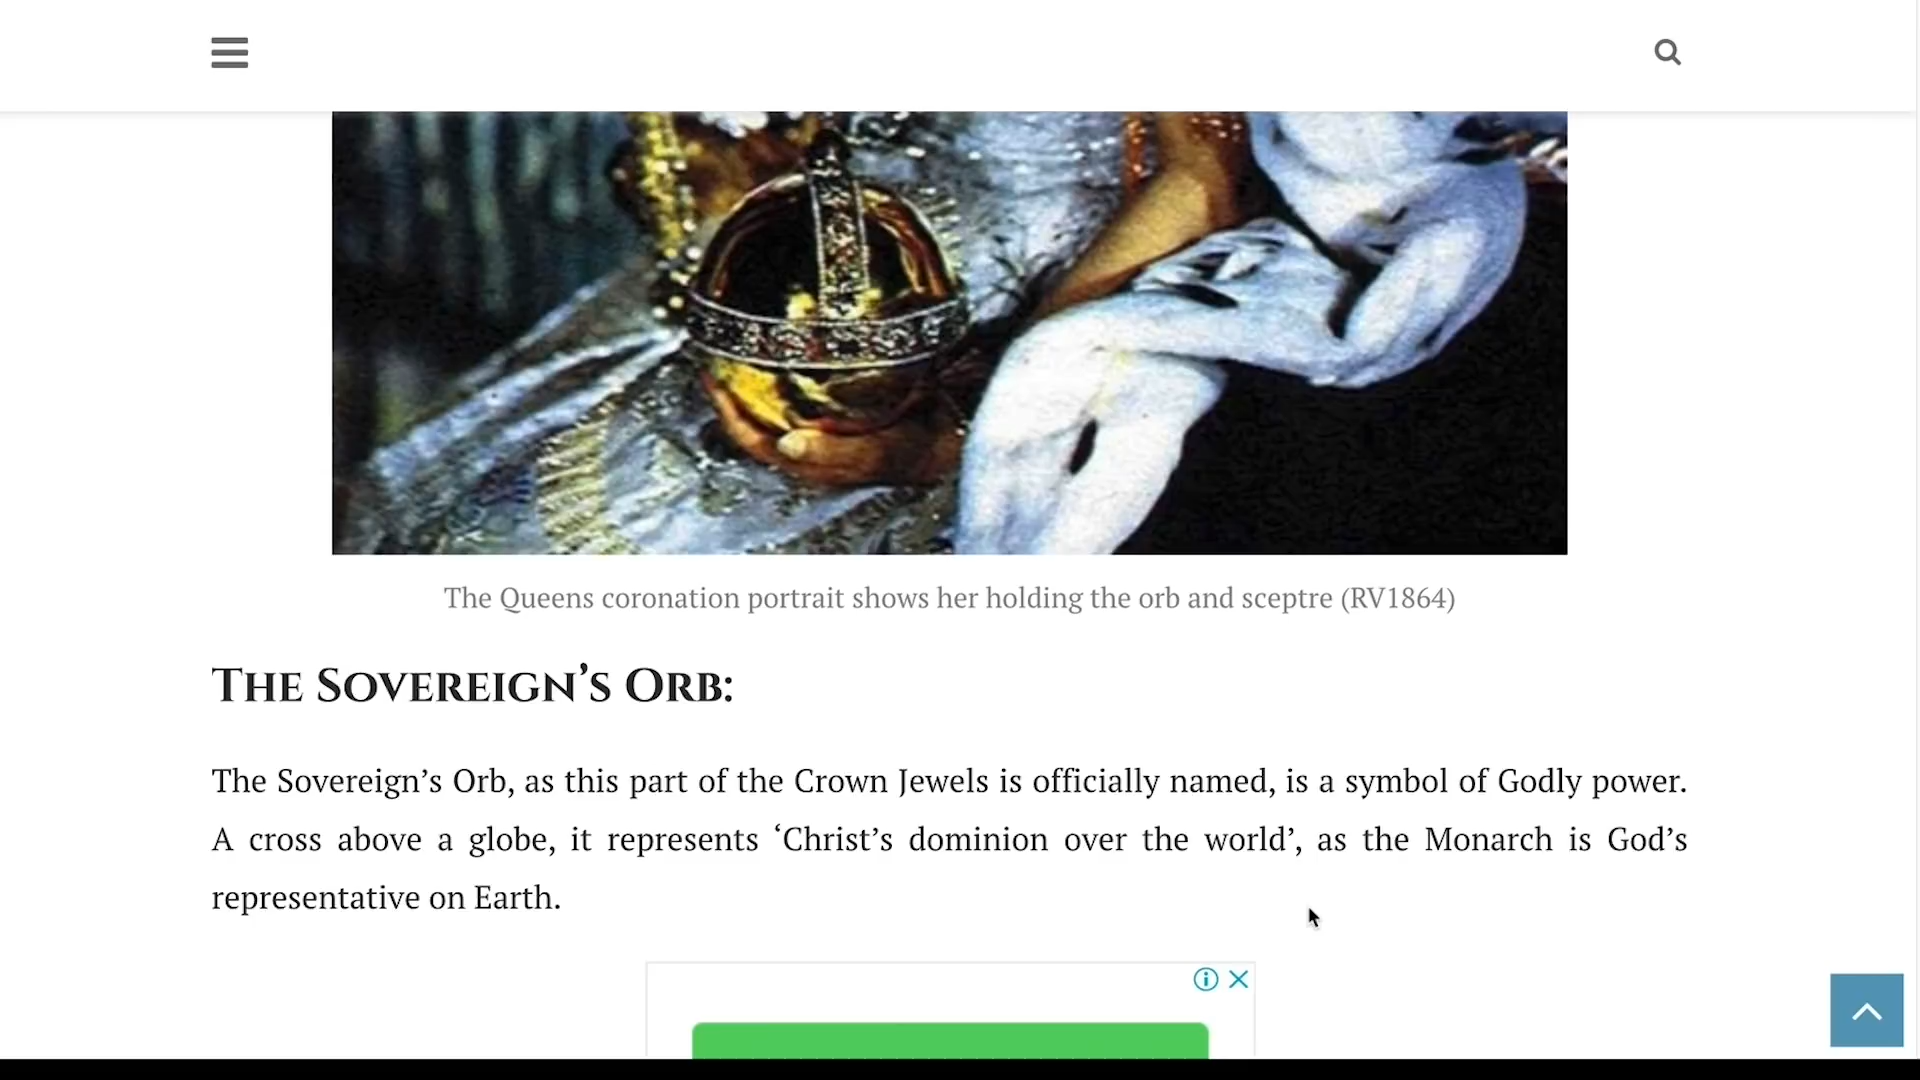 The Queens coronation portrait shows her holding the orb and sceptre (RV1864)
The Sovereign’s Orb:
The Sovereign’s Orb, as this part of the Crown Jewels is officially named, is a symbol of Godly power.
A cross above a globe, it represents ‘Christ’s dominion over the world’, as the Monarch is God’s
representative on Earth.